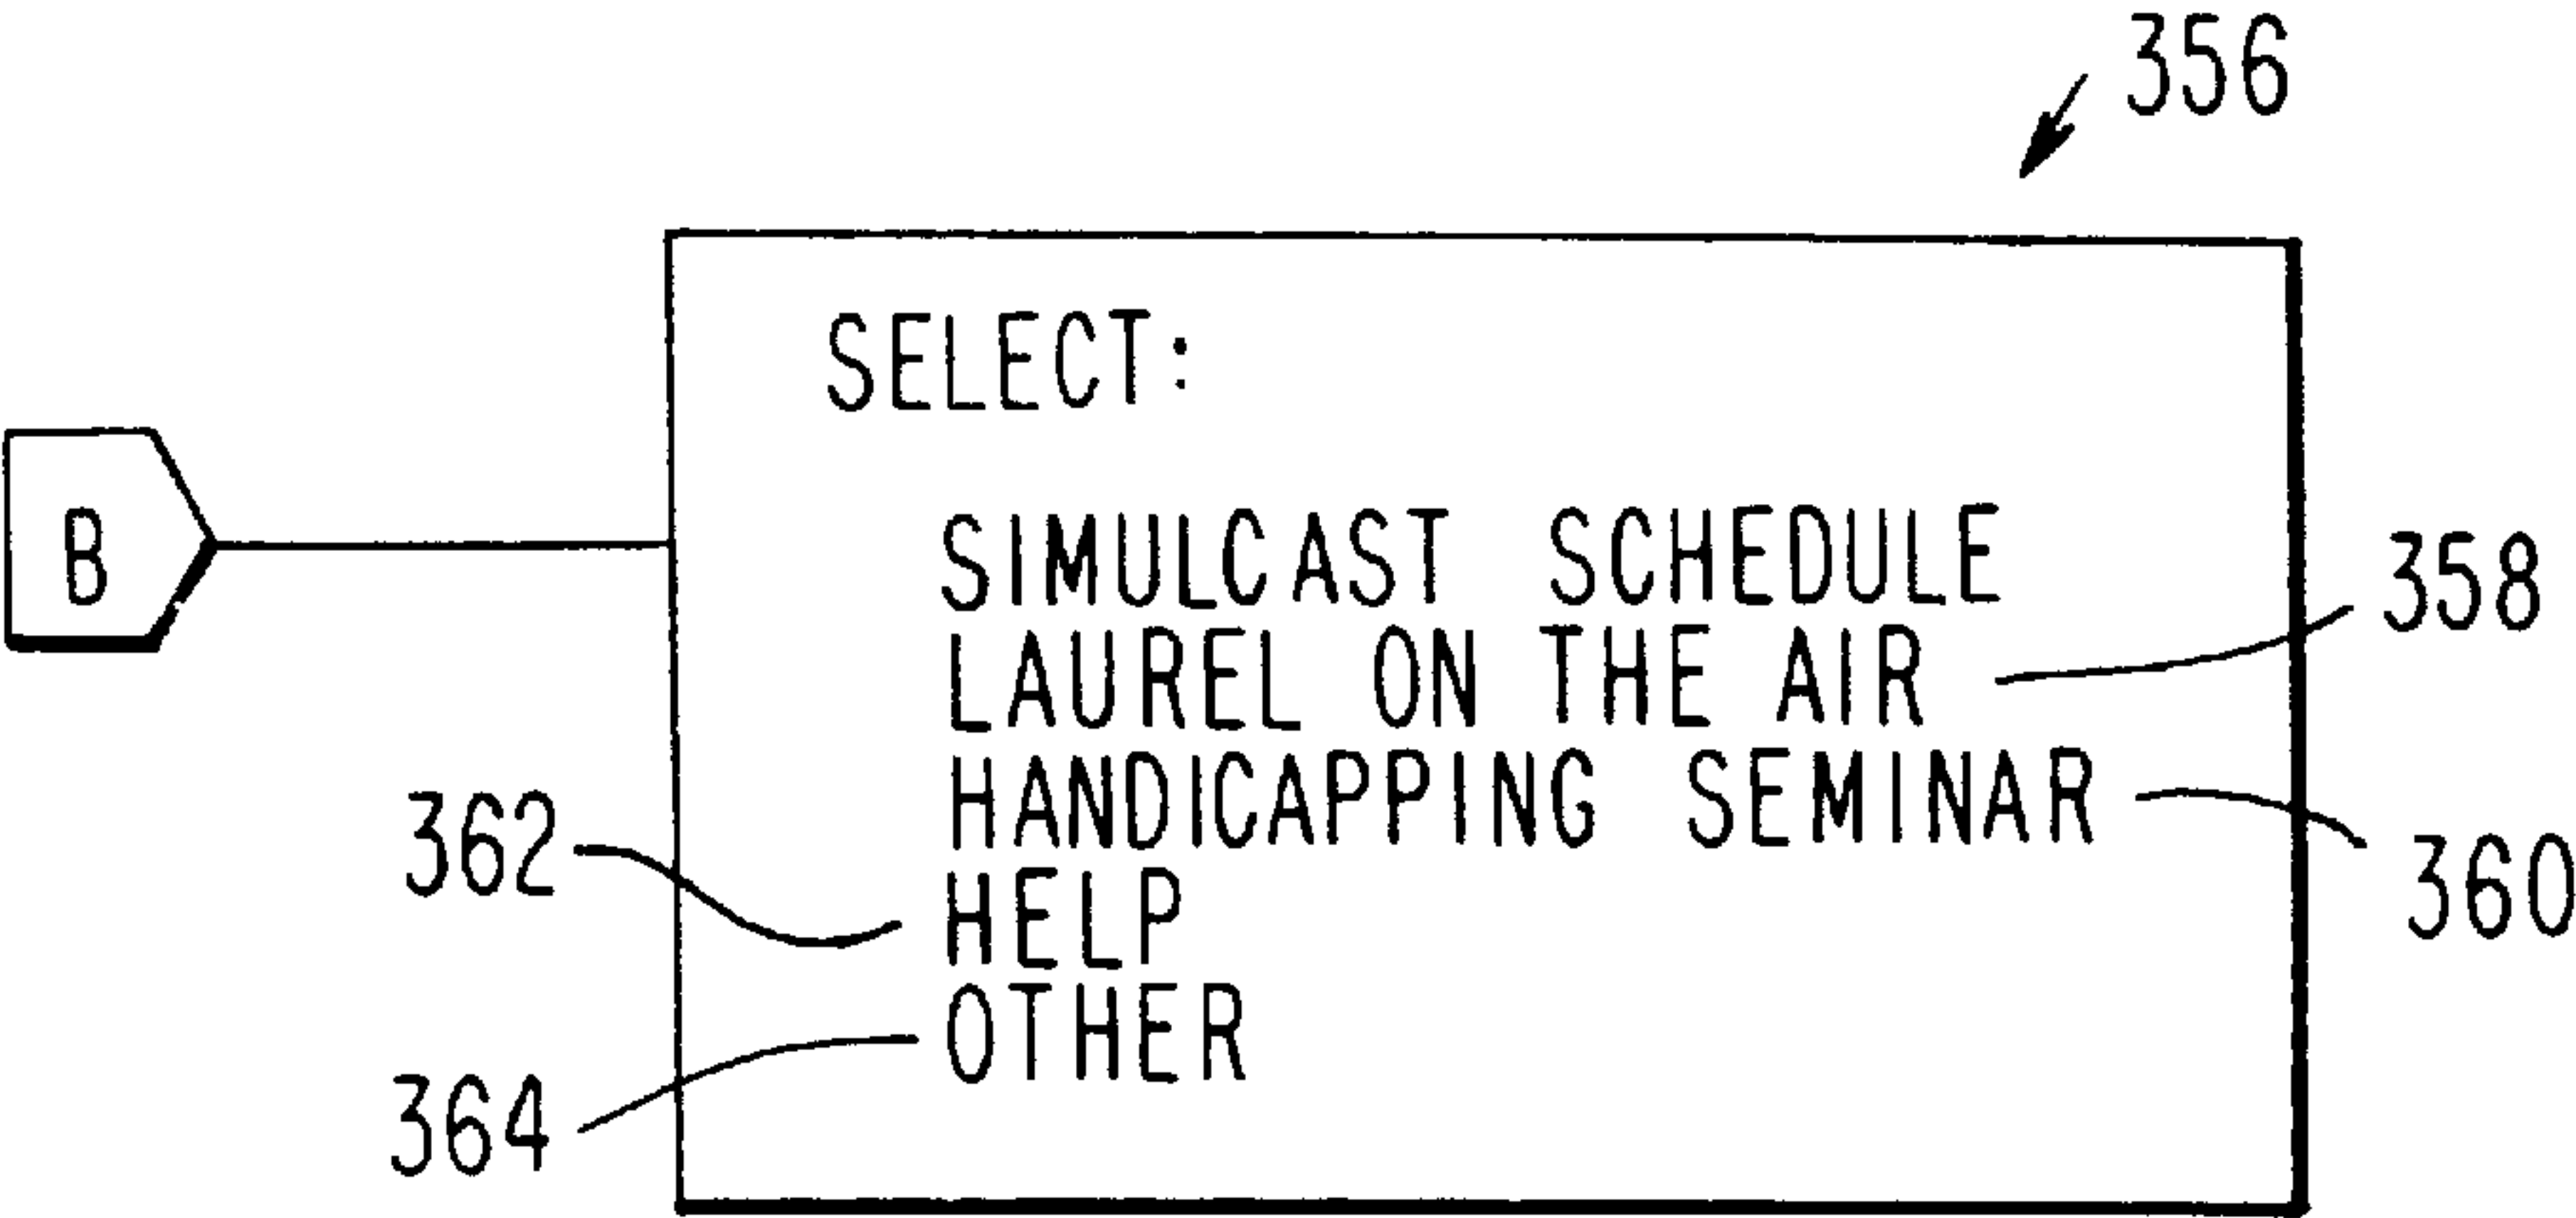 356
SELECT:
B
SIMULCAST SCHEDULE
LAUREL ON THE AIR
358
HANDICAPPING SEMINAR
360
362
HELP
OTHER
364